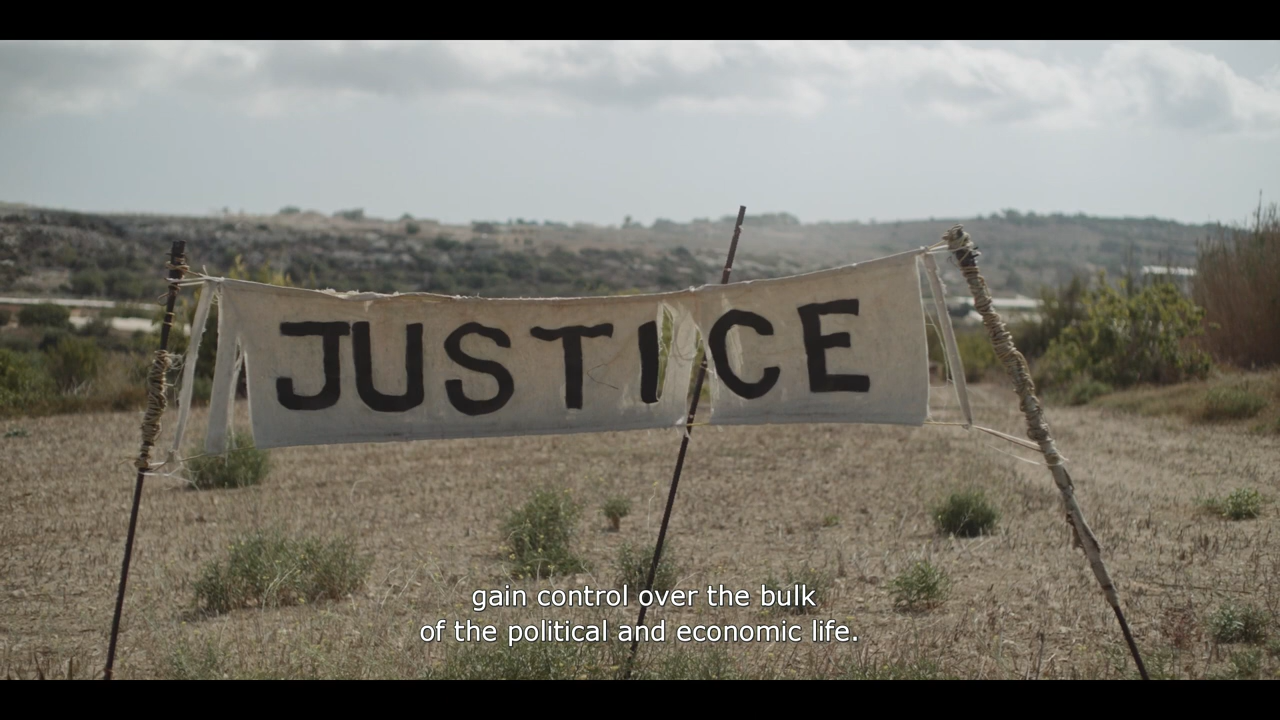 JUSTICE
gain control over the bulk
of the political and economic life.